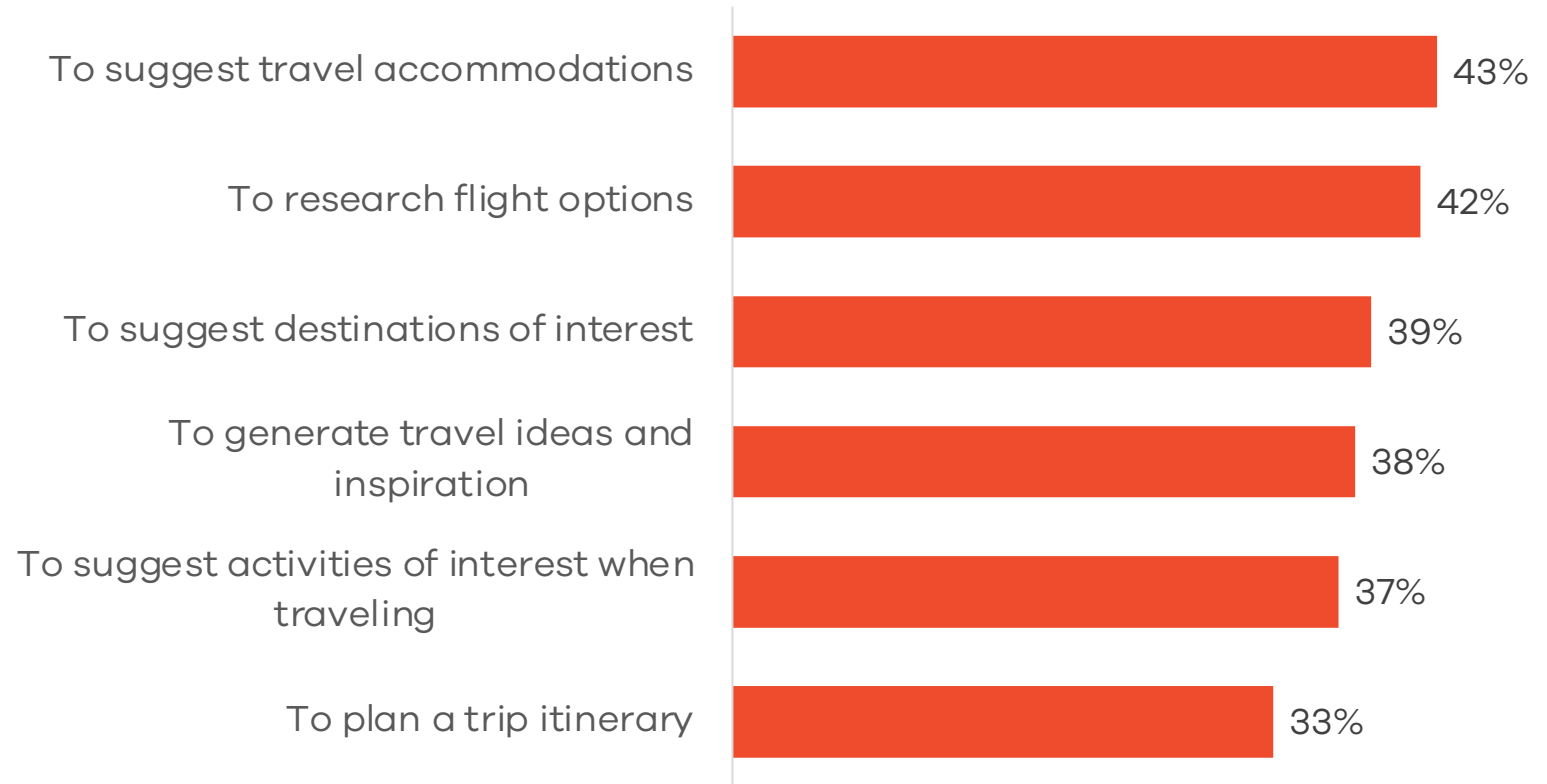 To suggest travel accommodations 43%
To research flight options 42%
To suggest destinations of interest 39%
To generate travel ideas and
inspiration 38%
To suggest activities of interest when
traveling 37%
To plan a trip itinerary 33%